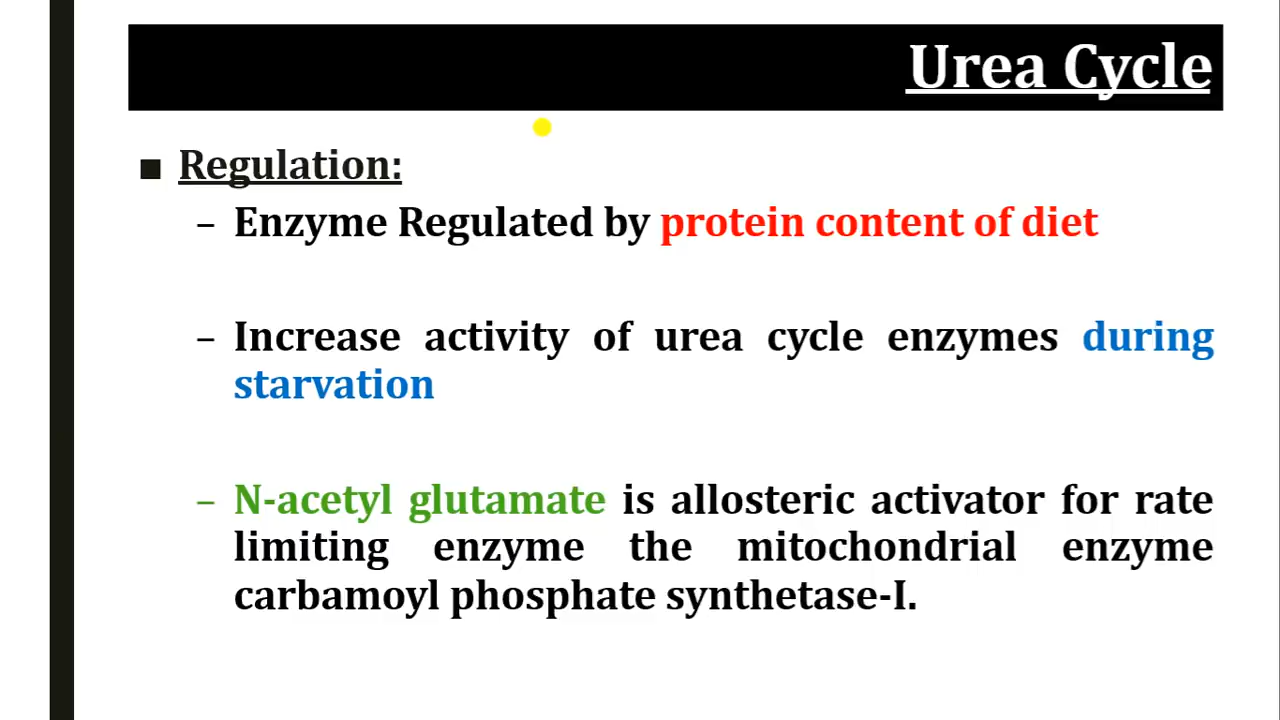 Urea Cycle
■ Regulation:
– Enzyme Regulated by protein content of diet
– Increase activity of urea cycle enzymes during
starvation
– N-acetyl glutamate is allosteric activator for rate
limiting enzyme the mitochondrial enzyme
carbamoyl phosphate synthetase-I.